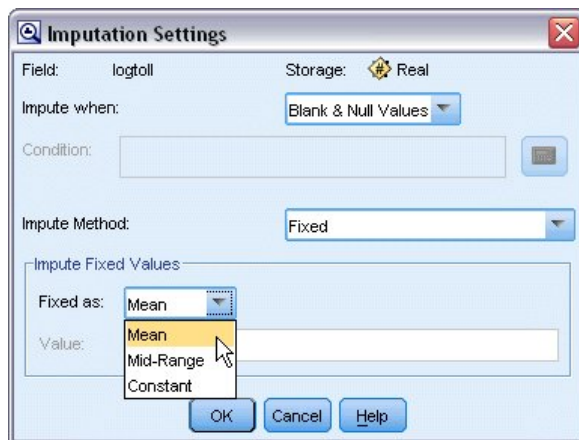 Imputation Settings
Field: logtoll Storage: Real
Impute when: Blank & Null Values
Condition:
Impute Method: Fixed
Impute Fixed Values
Fixed as: Mean
Value:
Mean
Mid-Range
Constant
OK Cancel Help